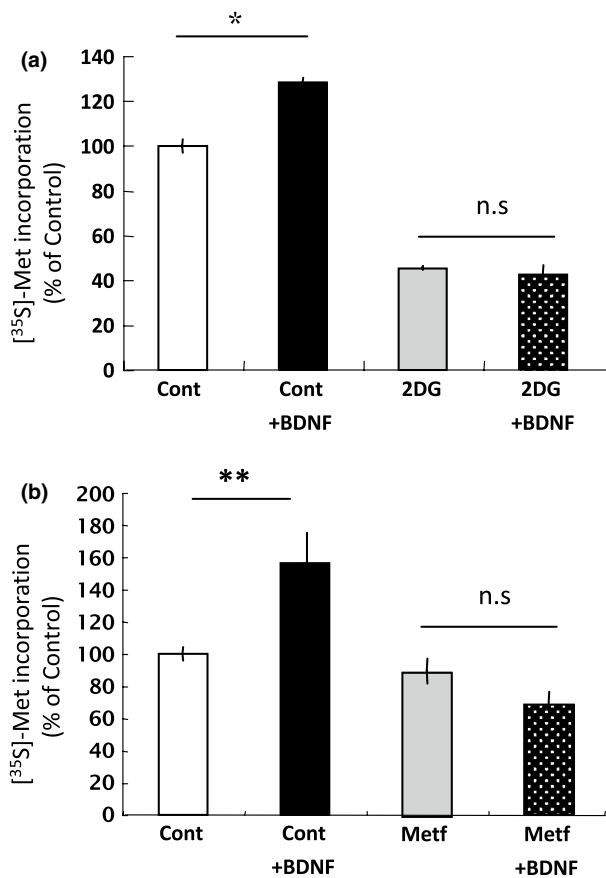 *
(a)
[³⁵S]-Met incorporation
(% of Control)
140
120
100
80
60
40
20
0
n.s
Cont Cont 2DG 2DG
+BDNF +BDNF
**
(b)
[³⁵S]-Met incorporation
(% of Control)
200
180
160
140
120
100
80
60
40
20
0
n.s
Cont Cont Metf Metf
+BDNF +BDNF